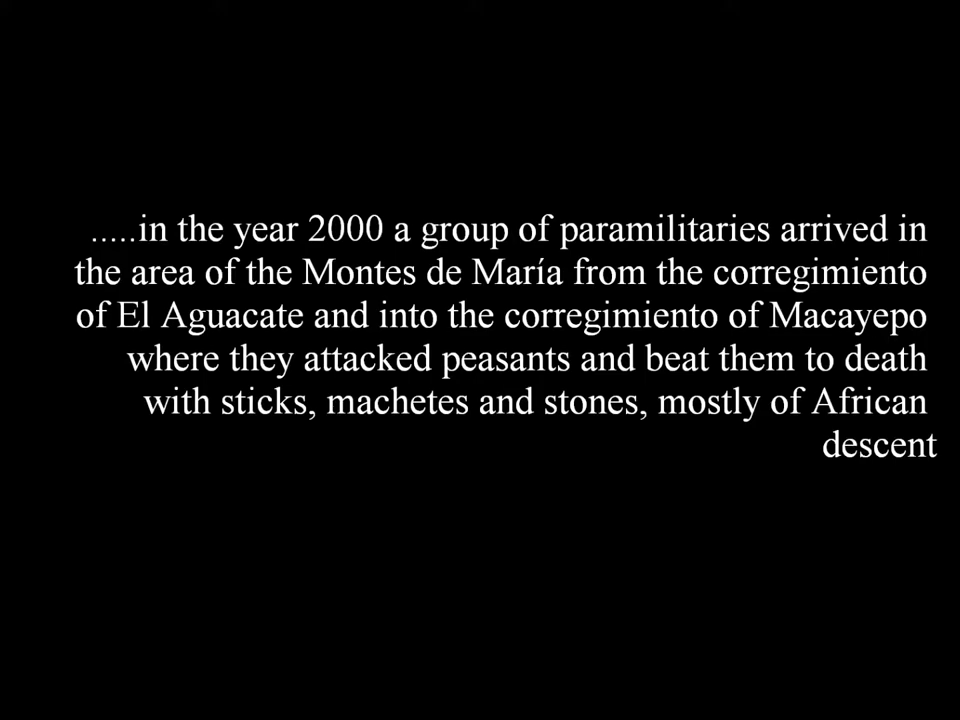 .....in the year 2000 a group of paramilitaries arrived in
the area of the Montes de María from the corregimiento
of El Aguacate and into the corregimiento of Macayepo
where they attacked peasants and beat them to death
with sticks, machetes and stones, mostly of African
descent